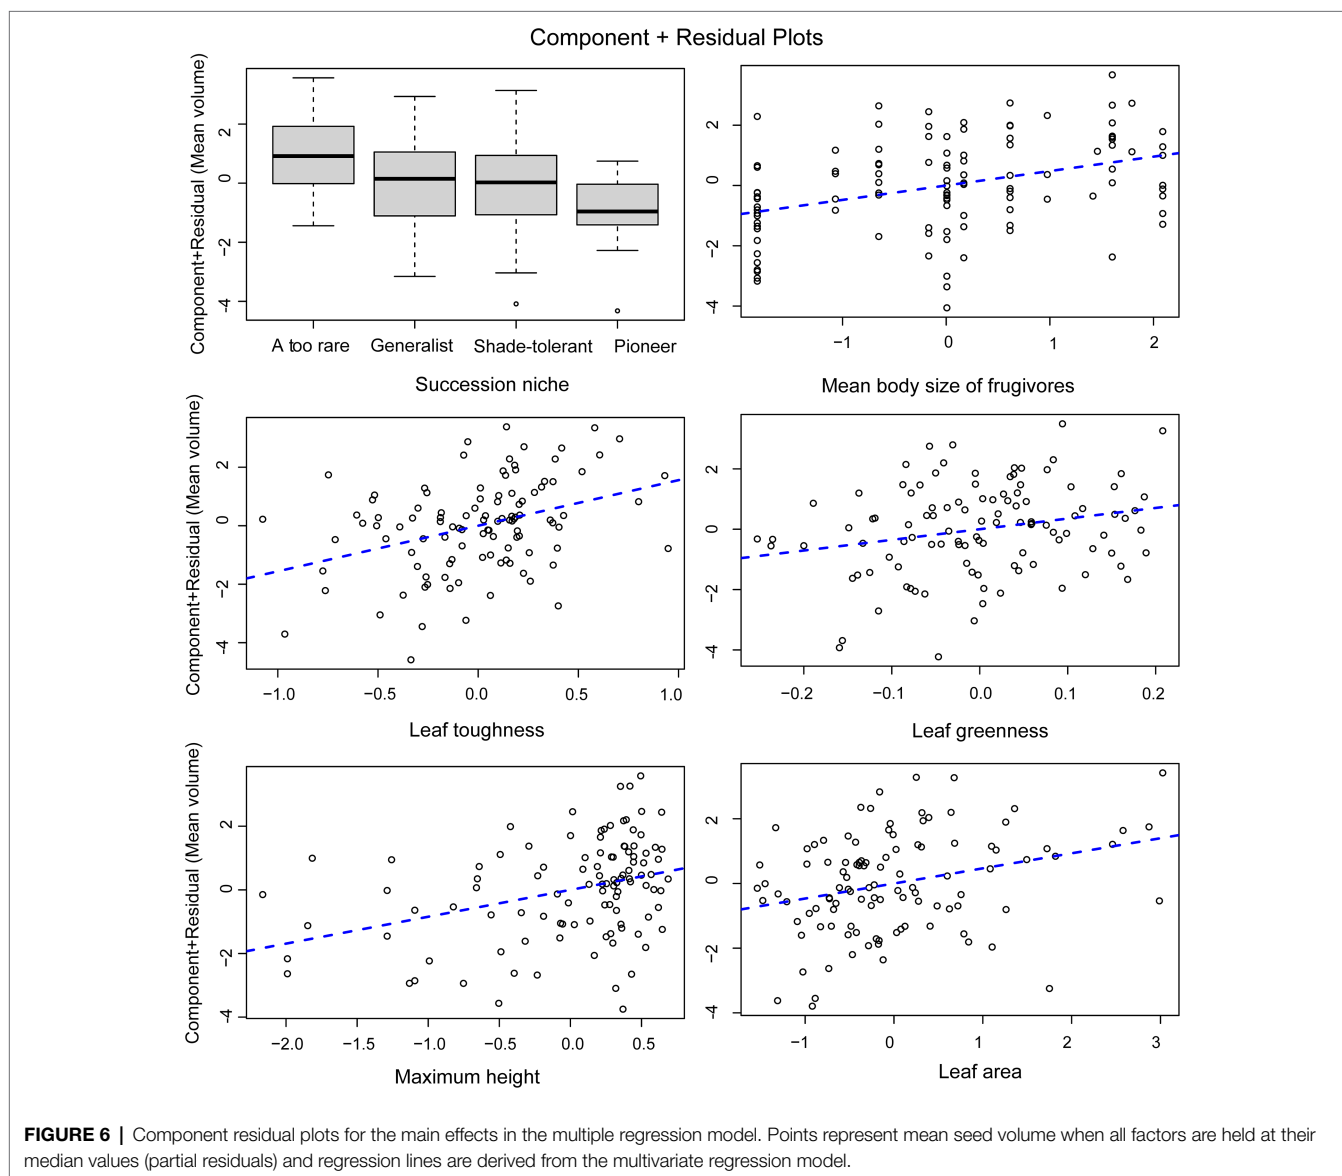 Component + Residual Plots
Component+Residual (Mean volume)
2
0
−2
−4
A too rare Generalist Shade-tolerant Pioneer
Succession niche
2
0
−2
−4
−1 0 1 2
Mean body size of frugivores
Component+Residual (Mean volume)
2
0
−2
−4
−1.0 −0.5 0.0 0.5 1.0
Leaf toughness
2
0
−2
−4
−0.2 −0.1 0.0 0.1 0.2
Leaf greenness
Component+Residual (Mean volume)
2
0
−2
−4
−2.0 −1.5 −1.0 −0.5 0.0 0.5
Maximum height
2
0
−2
−4
−1 0 1 2 3
Leaf area
FIGURE 6 | Component residual plots for the main effects in the multiple regression model. Points represent mean seed volume when all factors are held at their
median values (partial residuals) and regression lines are derived from the multivariate regression model.